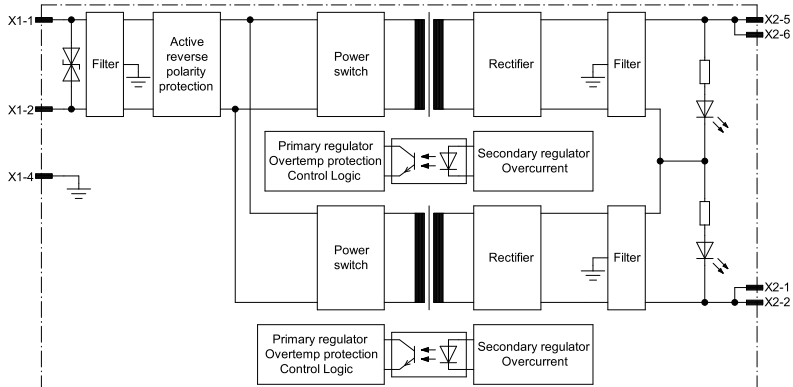 X1-1
X2-5
X2-6
Filter
Active
reverse
polarity
protection
Power
switch
Rectifier
Filter
X1-2
Primary regulator
Overtemp protection
Control Logic
Secondary regulator
Overcurrent
X1-4
Power
switch
Rectifier
Filter
X2-1
X2-2
Primary regulator
Overtemp protection
Control Logic
Secondary regulator
Overcurrent